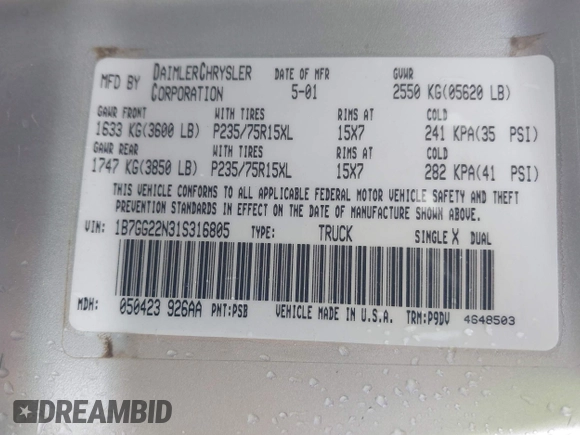 MFD BY DAIMLERCHRYSLER CORPORATION DATE OF MFR 5-01 GVWR 2550 KG(05620 LB)
GAWR FRONT WITH TIRES RIMS AT COLD
1633 KG(3600 LB) P235/75R15XL 15X7 241 KPA(35 PSI)
GAWR REAR WITH TIRES RIMS AT COLD
1747 KG(3850 LB) P235/75R15XL 15X7 282 KPA(41 PSI)
THIS VEHICLE CONFORMS TO ALL APPLICABLE FEDERAL MOTOR VEHICLE SAFETY AND THEFT
PREVENTION STANDARDS IN EFFECT ON THE DATE OF MANUFACTURE SHOWN ABOVE.
VIN: 1B7GG22N31S316805 TYPE: TRUCK SINGLE X DUAL
MDH: 050423 926AA PNT:PSB VEHICLE MADE IN U.S.A. TRM:P9DV 4648503
DREAMBID